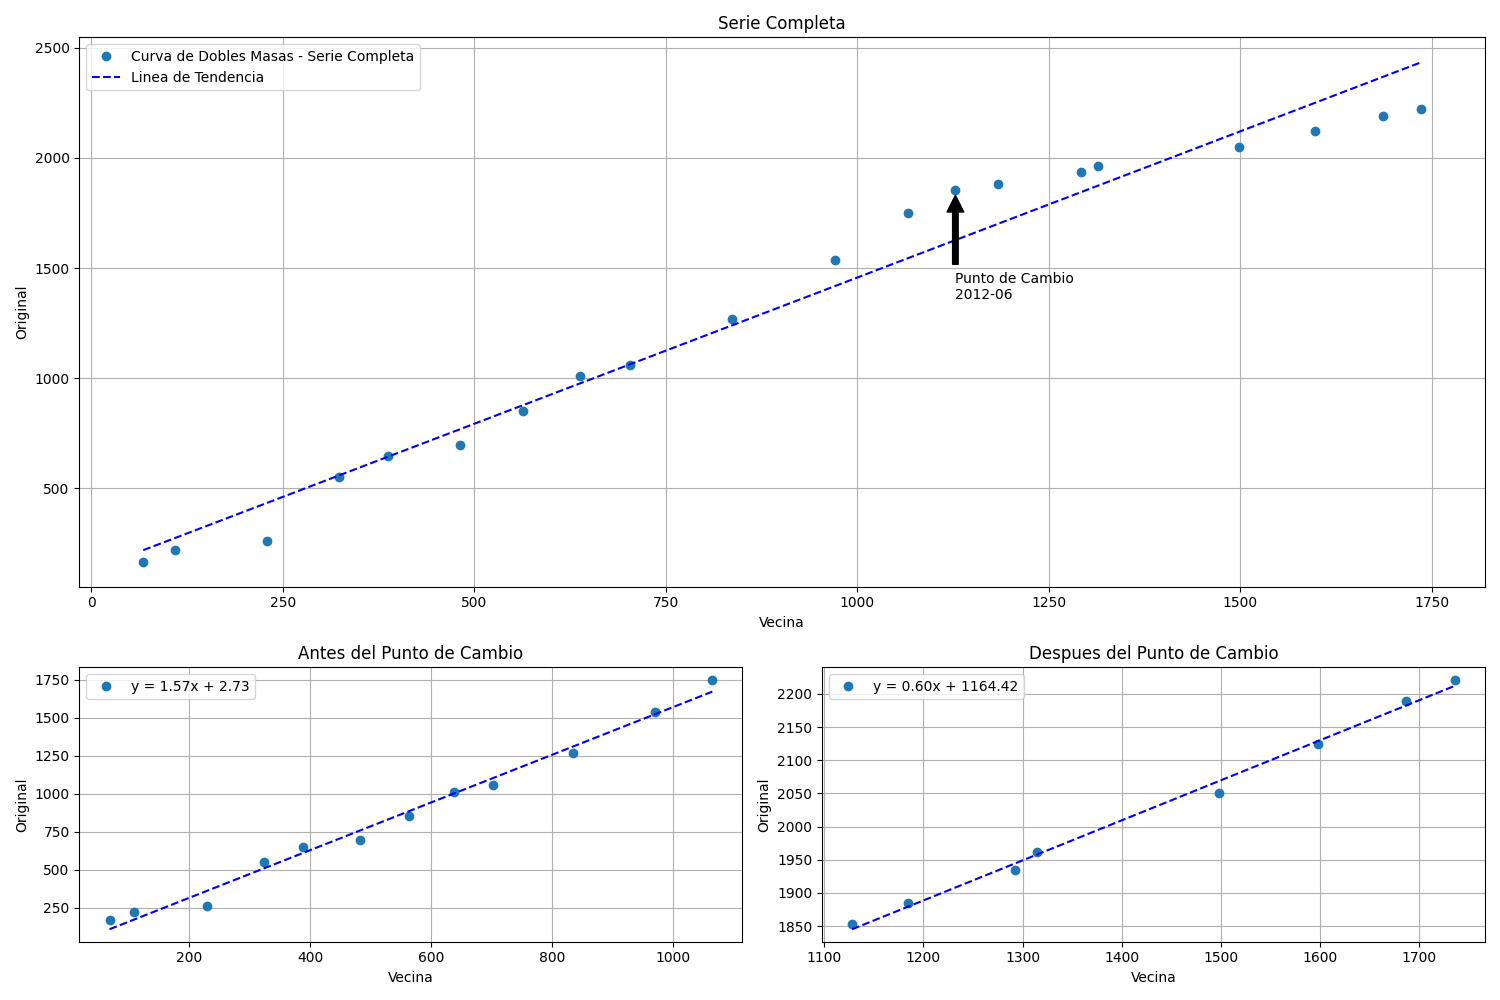 Serie Completa
Curva de Dobles Masas - Serie Completa
Linea de Tendencia
2500
2000
1500
1000
500
Original
Punto de Cambio
2012-06
0 250 500 750 1000 1250 1500 1750
Vecina
Antes del Punto de Cambio
y = 1.57x + 2.73
1750
1500
1250
1000
750
500
250
Original
200 400 600 800 1000
Vecina
Despues del Punto de Cambio
y = 0.60x + 1164.42
2200
2150
2100
2050
2000
1950
1900
1850
Original
1100 1200 1300 1400 1500 1600 1700
Vecina